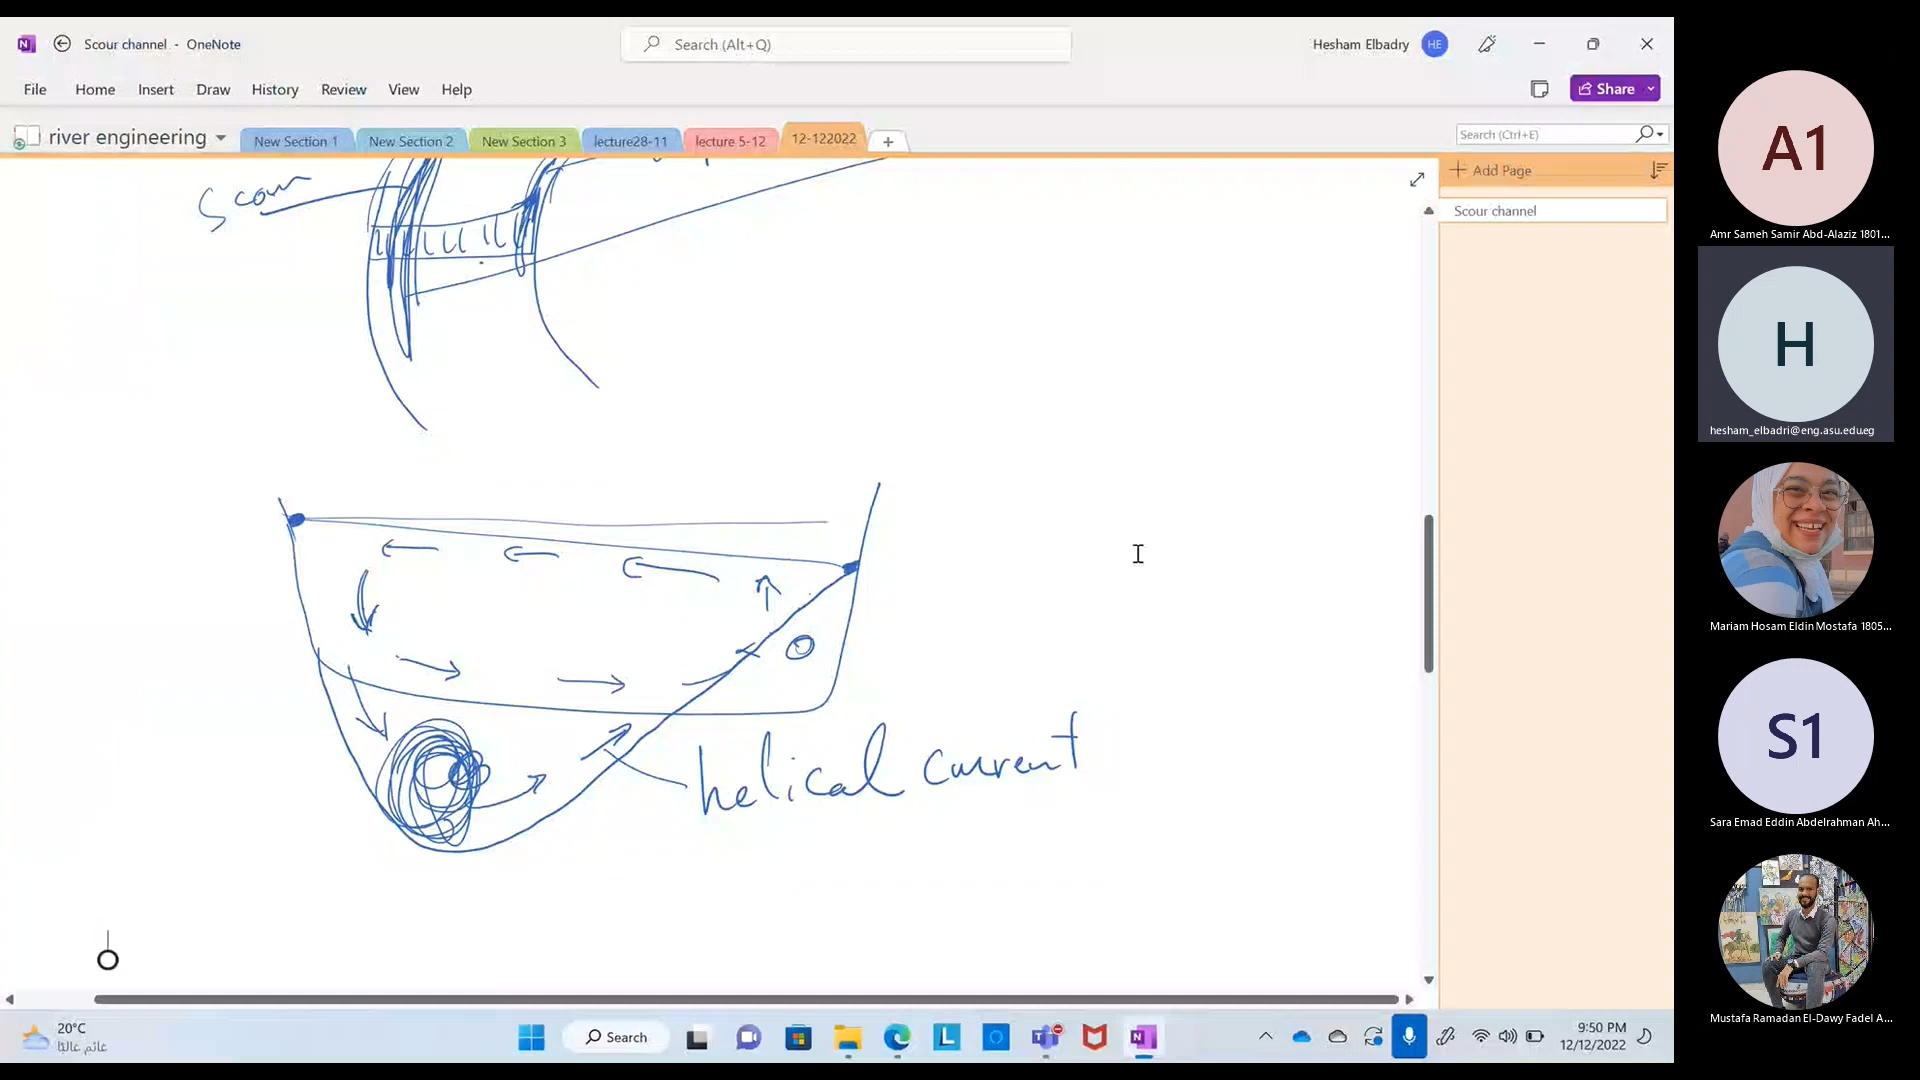 Scour channel - OneNote
Search (Alt+Q)
Hesham Elbadry
HE
File
Home
Insert
Draw
History
Review
View
Help
Share
river engineering
New Section 1
New Section 2
New Section 3
lecture28-11
lecture 5-12
12-122022
Search (Ctrl+E)
Add Page
Scour channel
Scour
helical current
A1
Amr Sameh Samir Abd-Alaziz 1801...
H
hesham_elbadri@eng.asu.edu.eg
Mariam Hosam Eldin Mostafa 1805...
S1
Sara Emad Eddin Abdelrahman Ah...
Mustafa Ramadan El-Dawy Fadel A...
20°C
غائم غالبًا
Search
9:50 PM
12/12/2022